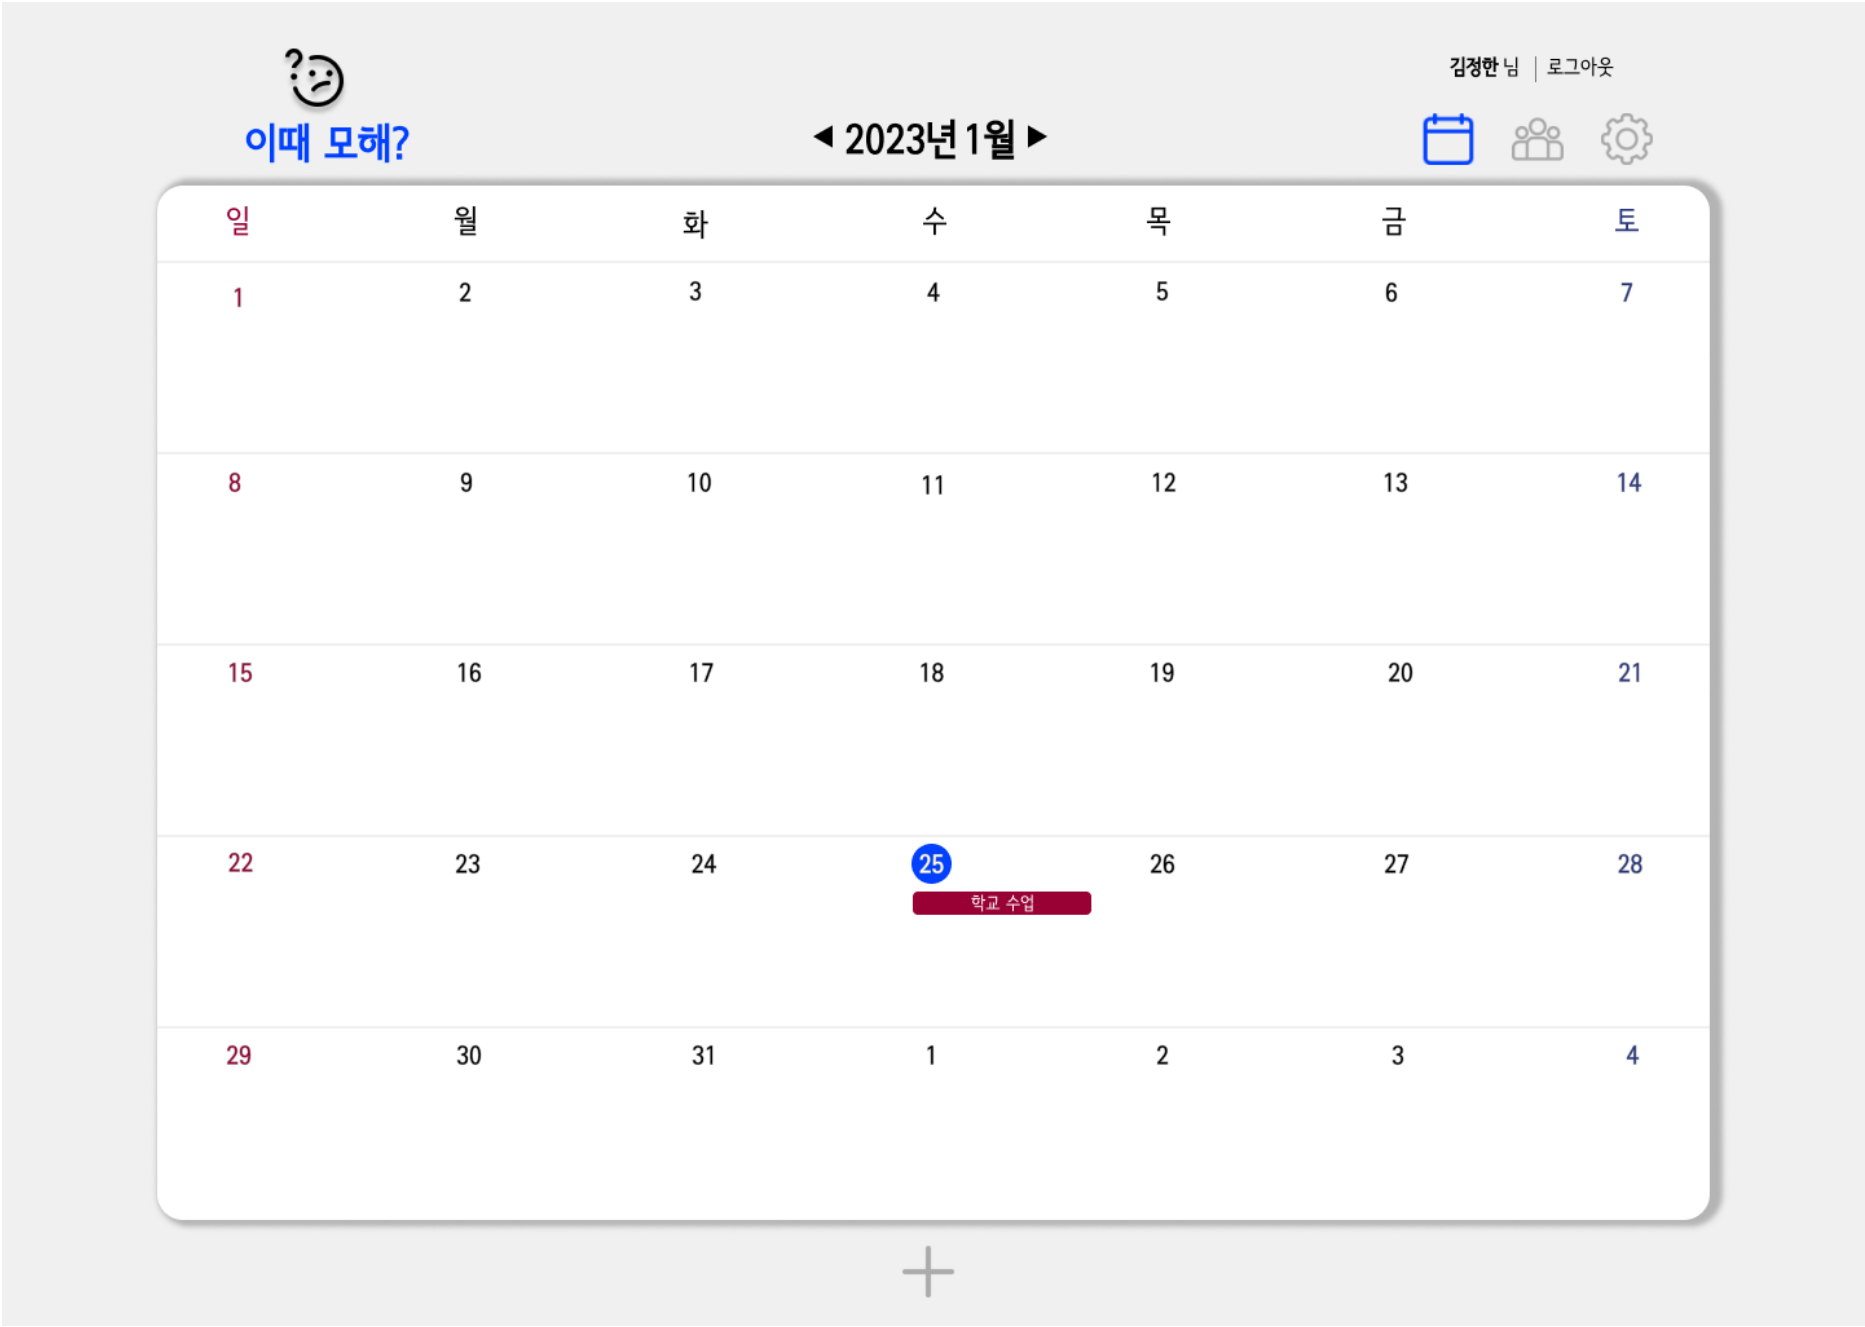 김정한 님 | 로그아웃
이때 모해?
◀ 2023년 1월 ▶
일 월 화 수 목 금 토
1 2 3 4 5 6 7
8 9 10 11 12 13 14
15 16 17 18 19 20 21
22 23 24 25 26 27 28
학교 수업
29 30 31 1 2 3 4